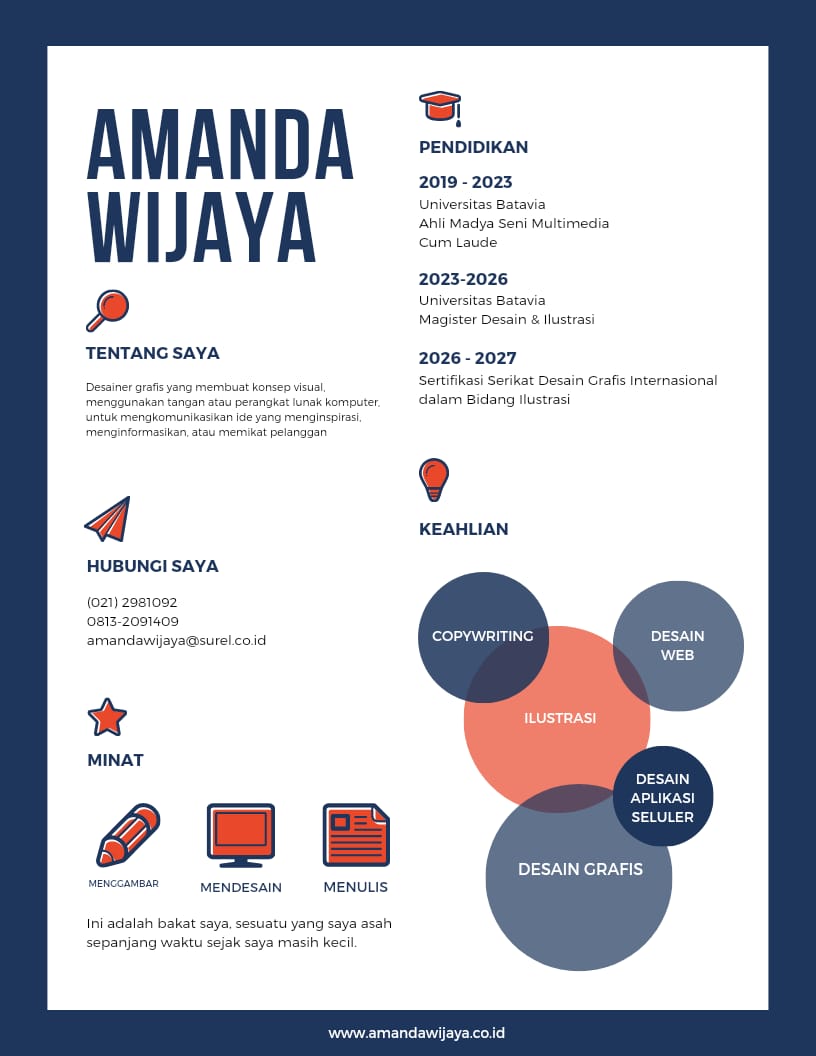 AMANDA
WIJAYA
TENTANG SAYA
Desainer grafis yang membuat konsep visual,
menggunakan tangan atau perangkat lunak komputer,
untuk mengkomunikasikan ide yang menginspirasi,
menginformasikan, atau memikat pelanggan
HUBUNGI SAYA
(021) 2981092
0813-2091409
amandawijaya@surel.co.id
MINAT
MENGGAMBAR
MENDESAIN
MENULIS
Ini adalah bakat saya, sesuatu yang saya asah
sepanjang waktu sejak saya masih kecil.
PENDIDIKAN
2019 - 2023
Universitas Batavia
Ahli Madya Seni Multimedia
Cum Laude
2023-2026
Universitas Batavia
Magister Desain & Ilustrasi
2026 - 2027
Sertifikasi Serikat Desain Grafis Internasional
dalam Bidang Ilustrasi
KEAHLIAN
COPYWRITING
DESAIN
WEB
ILUSTRASI
DESAIN
APLIKASI
SELULER
DESAIN GRAFIS
www.amandawijaya.co.id